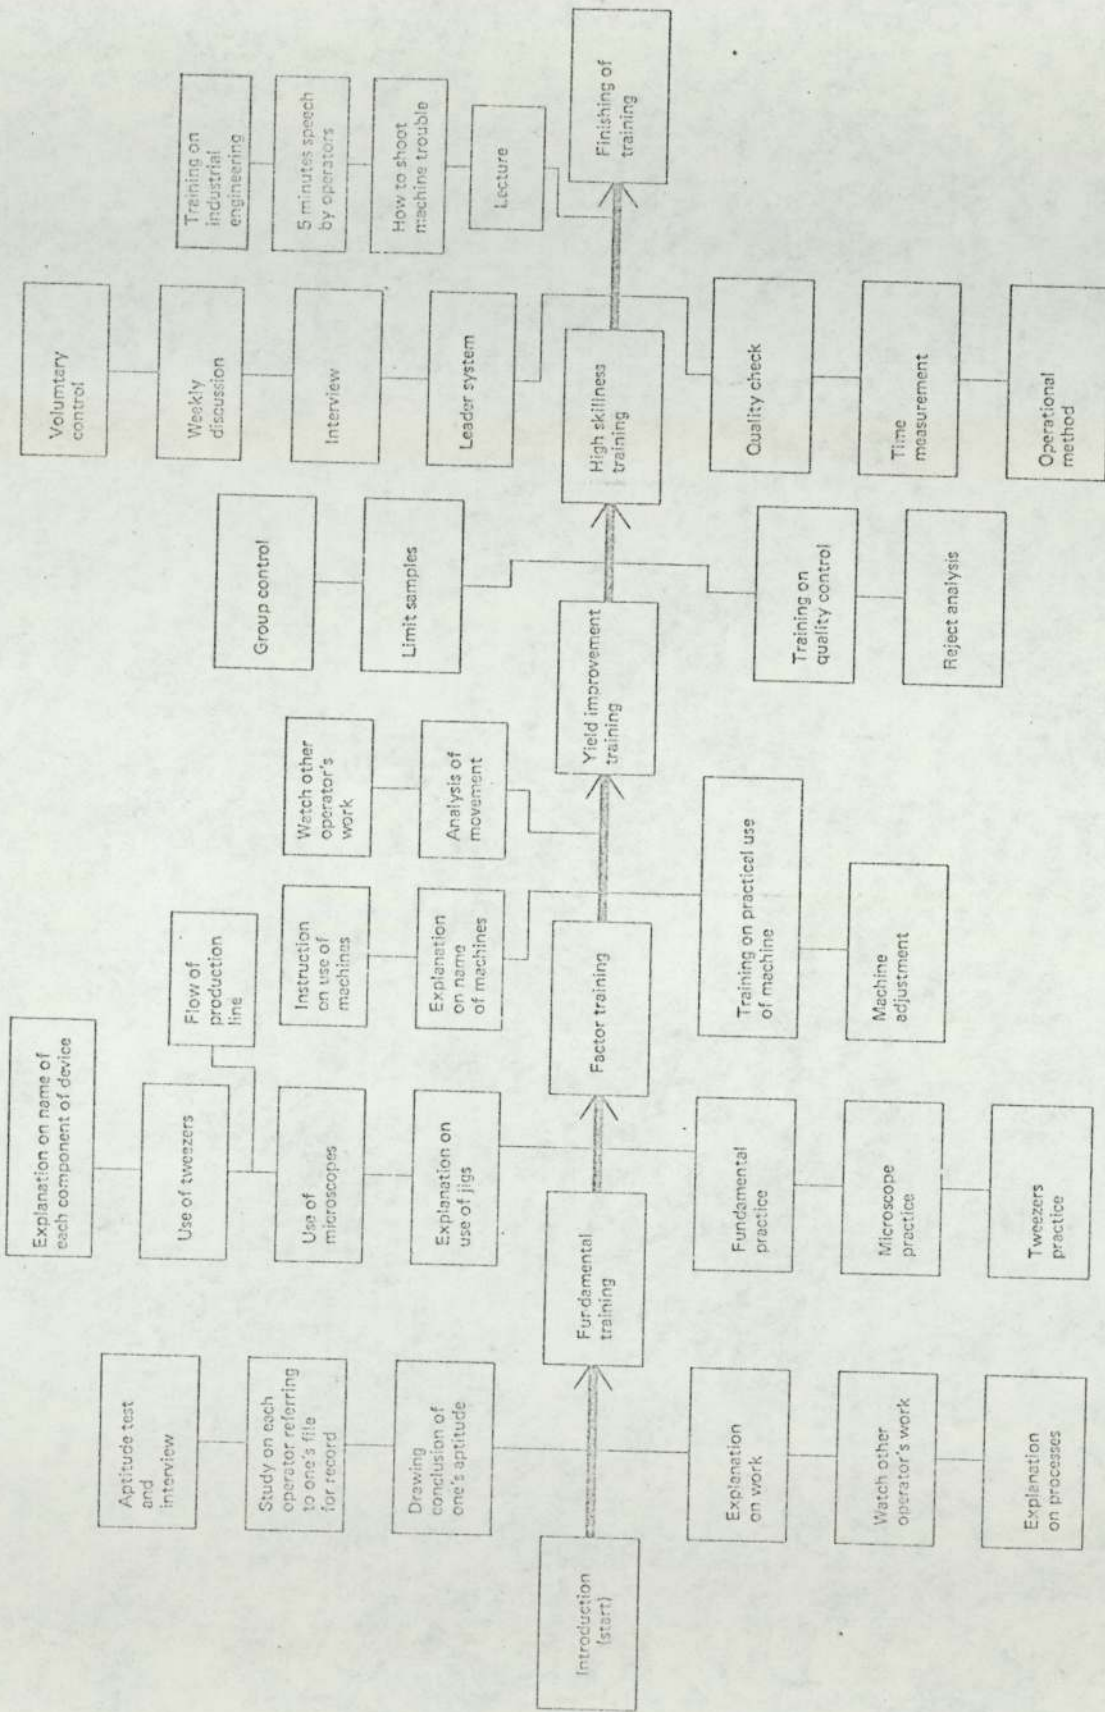 Explanation on name of
each component of device
Aptitude test
and
interview
Study on each
operator referring
to one's file
for record
Drawing
conclusion of
one's aptitude
Introduction
(start)
Explanation
on work
Watch other
operator's work
Explanation
on processes
Use of tweezers
Flow of
production
line
Use of
microscopes
Explanation on
use of jigs
Fundamental
training
Fundamental
practice
Microscope
practice
Tweezers
practice
Instruction
on use of
machines
Explanation
on name
of machines
Factor training
Training on practical use
of machine
Machine
adjustment
Watch other
operator's
work
Analysis of
movement
Yield improvement
training
Group control
Limit samples
Training on
quality control
Reject analysis
Volumtary
control
Weekly
discussion
Interview
Leader system
High skillness
training
Quality check
Time
measurement
Operational
method
Training on
industrial
engineering
5 minutes speech
by operators
How to shoot
machine trouble
Lecture
Finishing of
training